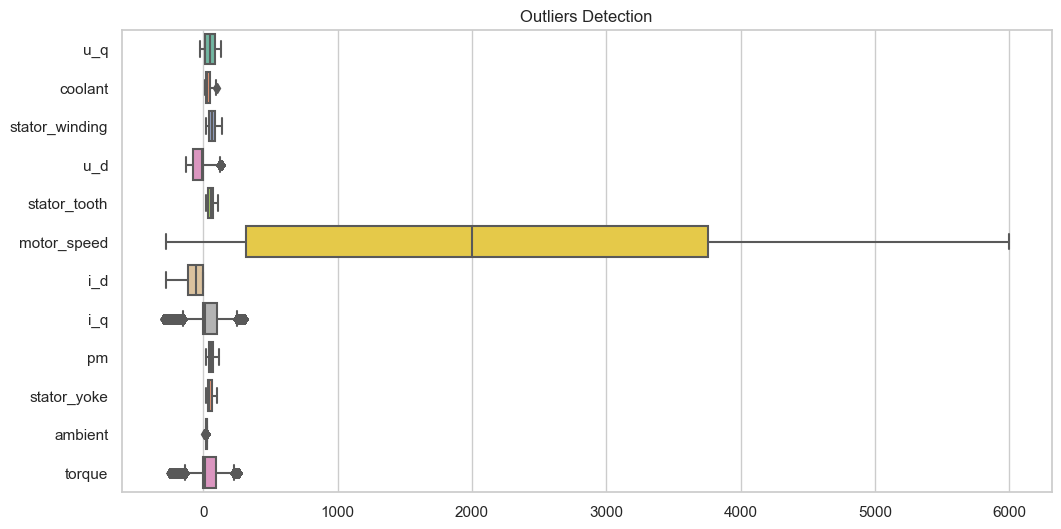 Outliers Detection
u_q
coolant
stator_winding
u_d
stator_tooth
motor_speed
i_d
i_q
pm
stator_yoke
ambient
torque
0 1000 2000 3000 4000 5000 6000